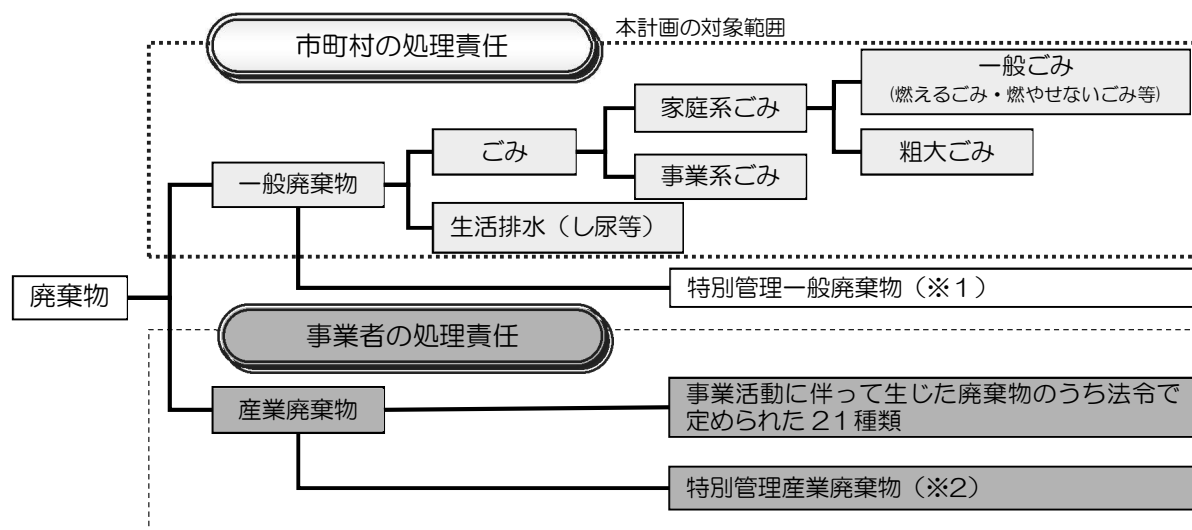 市町村の処理責任
本計画の対象範囲
一般ごみ
(燃えるごみ・燃やせないごみ等)
家庭系ごみ
ごみ
粗大ごみ
事業系ごみ
一般廃棄物
生活排水（し尿等）
廃棄物
特別管理一般廃棄物（※１）
事業者の処理責任
産業廃棄物
事業活動に伴って生じた廃棄物のうち法令で
定められた２１種類
特別管理産業廃棄物（※2）